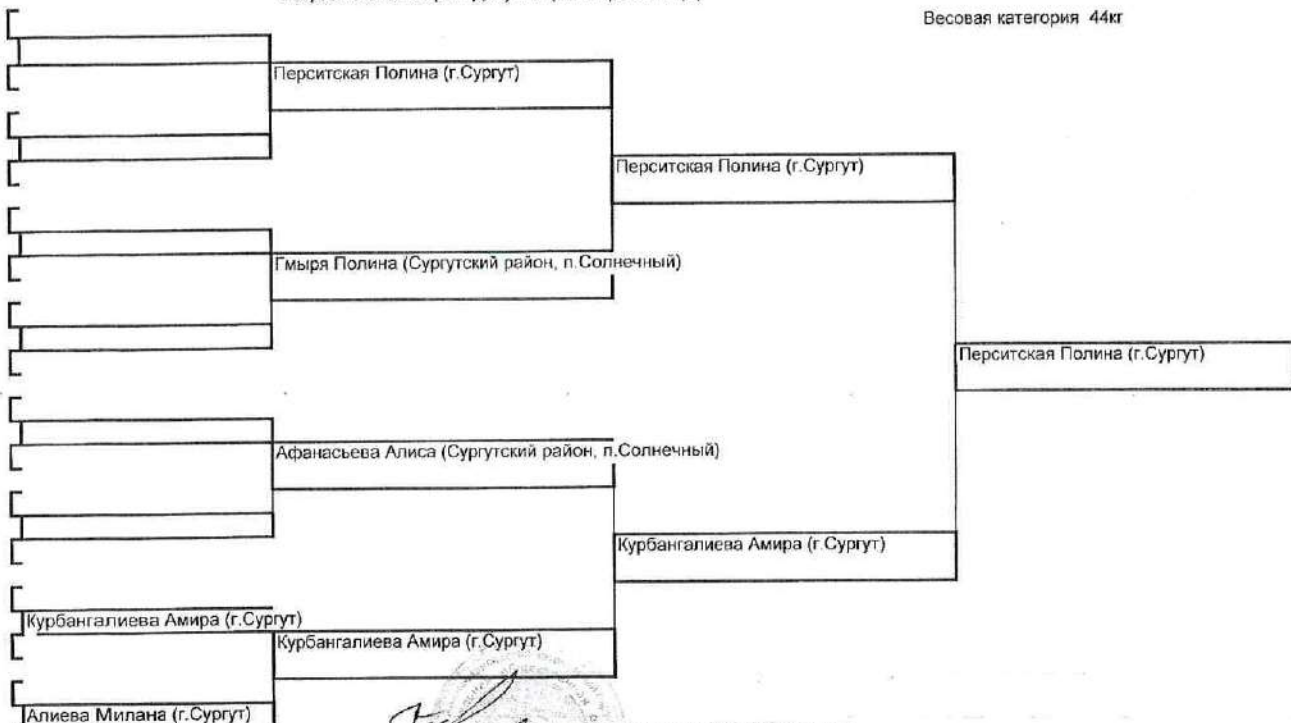 Весовая категория 44кг
Перситская Полина (г.Сургут)
Перситская Полина (г.Сургут)
Гмыря Полина (Сургутский район, п.Солнечный)
Перситская Полина (г.Сургут)
Афанасьева Алиса (Сургутский район, п.Солнечный)
Курбангалиева Амира (г.Сургут)
Курбангалиева Амира (г.Сургут)
Курбангалиева Амира (г.Сургут)
Алиева Милана (г.Сургут)